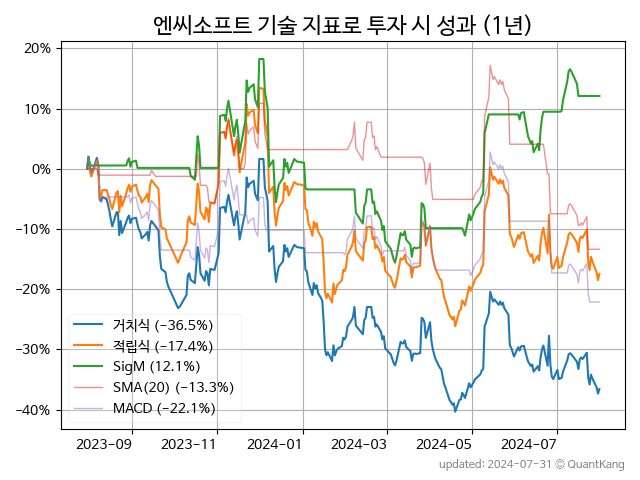 엔씨소프트 기술 지표로 투자 시 성과 (1년)
20%
10%
0%
−10%
−20%
−30%
−40%
거치식 (−36.5%)
적립식 (−17.4%)
SigM (12.1%)
SMA(20) (−13.3%)
MACD (−22.1%)
2023-09
2023-11
2024-01
2024-03
2024-05
2024-07
updated: 2024-07-31 © QuantKang